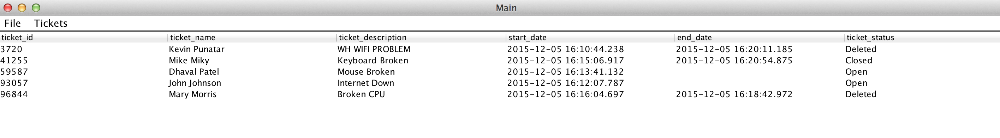 Main
File Tickets
ticket_id ticket_name ticket_description start_date end_date ticket_status
3720 Kevin Punatar WH WIFI PROBLEM 2015-12-05 16:10:44.238 2015-12-05 16:20:11.185 Deleted
41255 Mike Miky Keyboard Broken 2015-12-05 16:15:06.917 2015-12-05 16:20:54.875 Closed
59587 Dhaval Patel Mouse Broken 2015-12-05 16:13:41.132 Open
93057 John Johnson Internet Down 2015-12-05 16:12:07.787 Open
96844 Mary Morris Broken CPU 2015-12-05 16:16:04.697 2015-12-05 16:18:42.972 Deleted